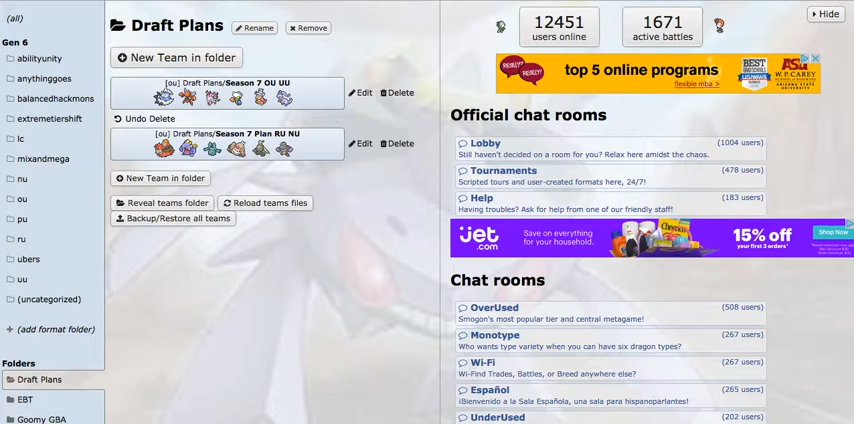 (all)
Gen 6
abilityunity
anythinggoes
balancedhackmons
extremetiershift
lc
mixandmega
nu
ou
pu
ru
ubers
uu
(uncategorized)
(add format folder)
Folders
Draft Plans
EBT
Goomy GBA
Draft Plans
Rename
Remove
New Team in folder
[ou] Draft Plans/Season 7 OU UU
Edit
Delete
Undo Delete
[ou] Draft Plans/Season 7 Plan RU NU
Edit
Delete
New Team in folder
Reveal teams folder
Reload teams files
Backup/Restore all teams
12451
users online
1671
active battles
Hide
REALLY?
REALLY!
top 5 online programs
flexible mba >
BEST
ASU
W. P. CAREY
Official chat rooms
Lobby (1004 users)
Still haven't decided on a room for you? Relax here amidst the chaos.
Tournaments (478 users)
Scripted tours and user-created formats here, 24/7!
Help (183 users)
Having troubles? Ask for help from one of our friendly staff!
jet
.com
Save on everything
for your household.
15% off
your first 3 orders*
Shop Now
Chat rooms
OverUsed (508 users)
Smogon's most popular tier and central metagame!
Monotype (267 users)
Who wants type variety when you can have six dragon types?
Wi-Fi (267 users)
Wi-Find Trades, Battles, or Breed anywhere else?
Español (265 users)
¡Bienvenido a la Sala Española, una sala para hispanoparlantes!
UnderUsed (202 users)